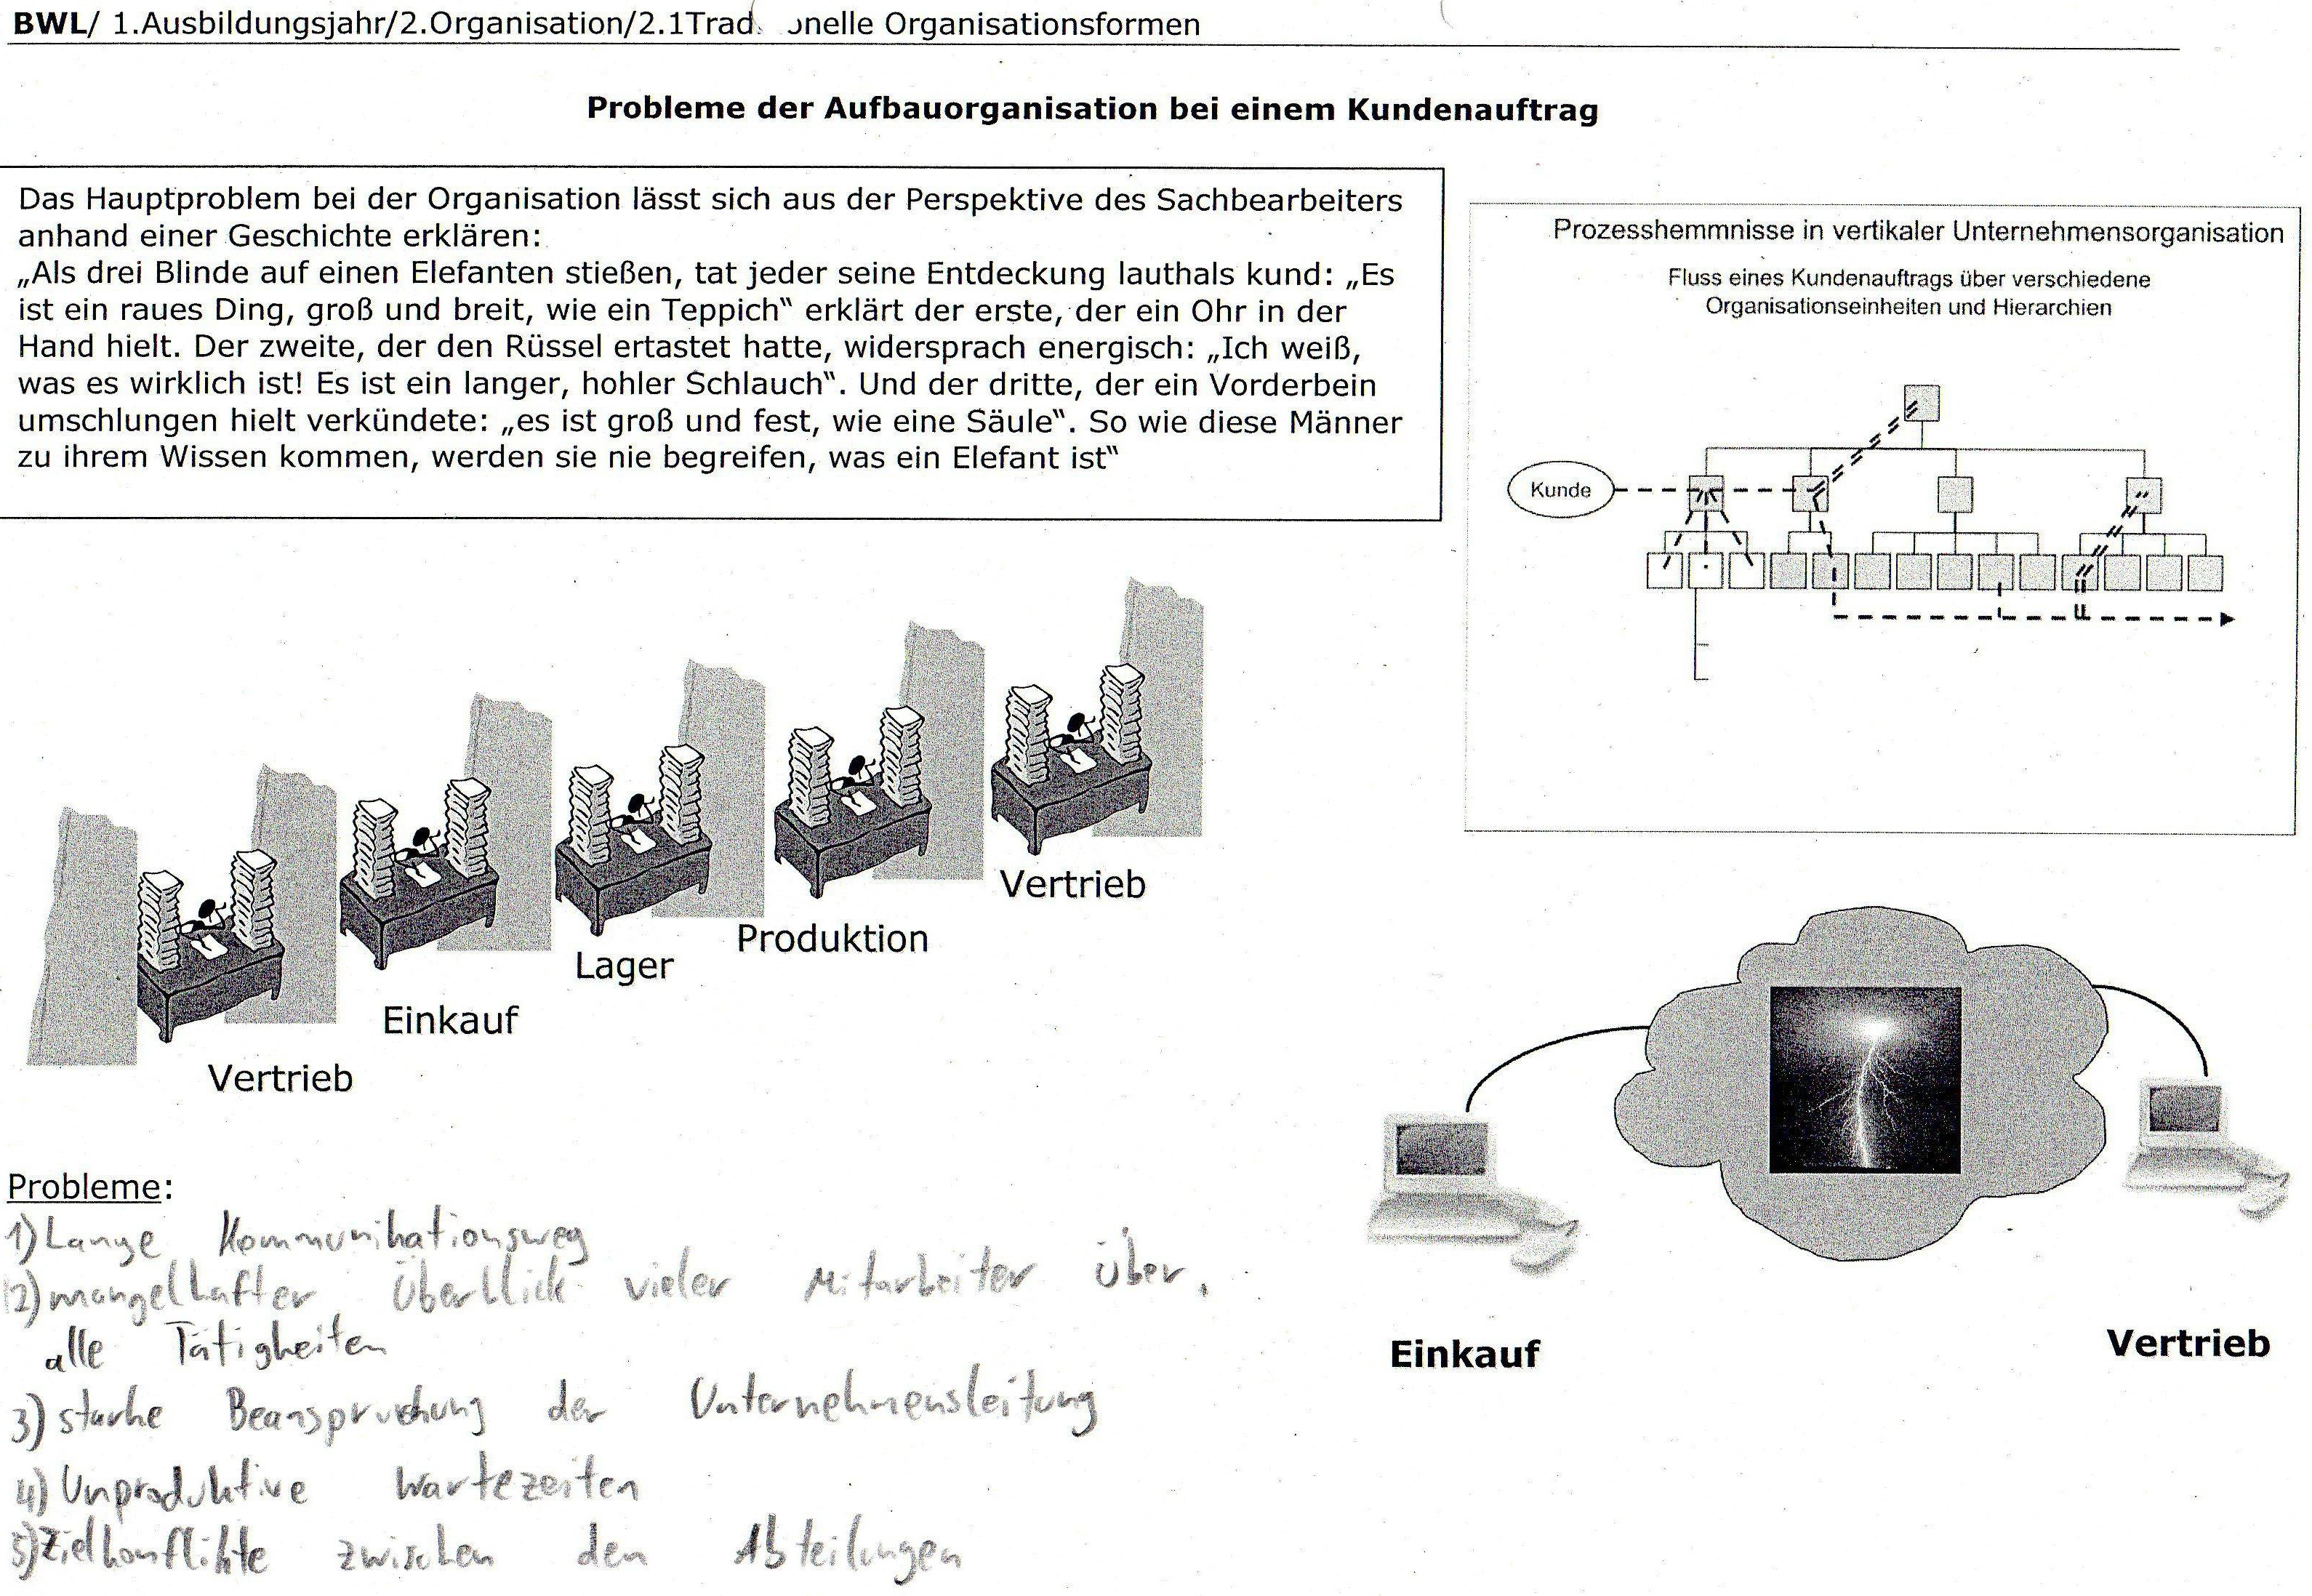 BWL/ 1.Ausbildungsjahr/2.Organisation/2.1Trad onelle Organisationsformen
Probleme der Aufbauorganisation bei einem Kundenauftrag
Das Hauptproblem bei der Organisation lässt sich aus der Perspektive des Sachbearbeiters
anhand einer Geschichte erklären:
„Als drei Blinde auf einen Elefanten stießen, tat jeder seine Entdeckung lauthals kund: „Es
ist ein raues Ding, groß und breit, wie ein Teppich“ erklärt der erste, der ein Ohr in der
Hand hielt. Der zweite, der den Rüssel ertastet hatte, widersprach energisch: „Ich weiß,
was es wirklich ist! Es ist ein langer, hohler Schlauch“. Und der dritte, der ein Vorderbein
umschlungen hielt verkündete: „es ist groß und fest, wie eine Säule“. So wie diese Männer
zu ihrem Wissen kommen, werden sie nie begreifen, was ein Elefant ist“
Prozesshemmnisse in vertikaler Unternehmensorganisation
Fluss eines Kundenauftrags über verschiedene
Organisationseinheiten und Hierarchien
Kunde
Vertrieb
Einkauf
Lager
Produktion
Vertrieb
Einkauf
Vertrieb
Probleme:
1) Lange Kommunikationsweg
2) mangelhafter Überblick vieler Mitarbeiter über
alle Tätigkeiten
3) starke Beanspruchung der Unternehmensleitung
4) Unproduktive Wartezeiten
5) Zielkonflikte zwischen den Abteilungen